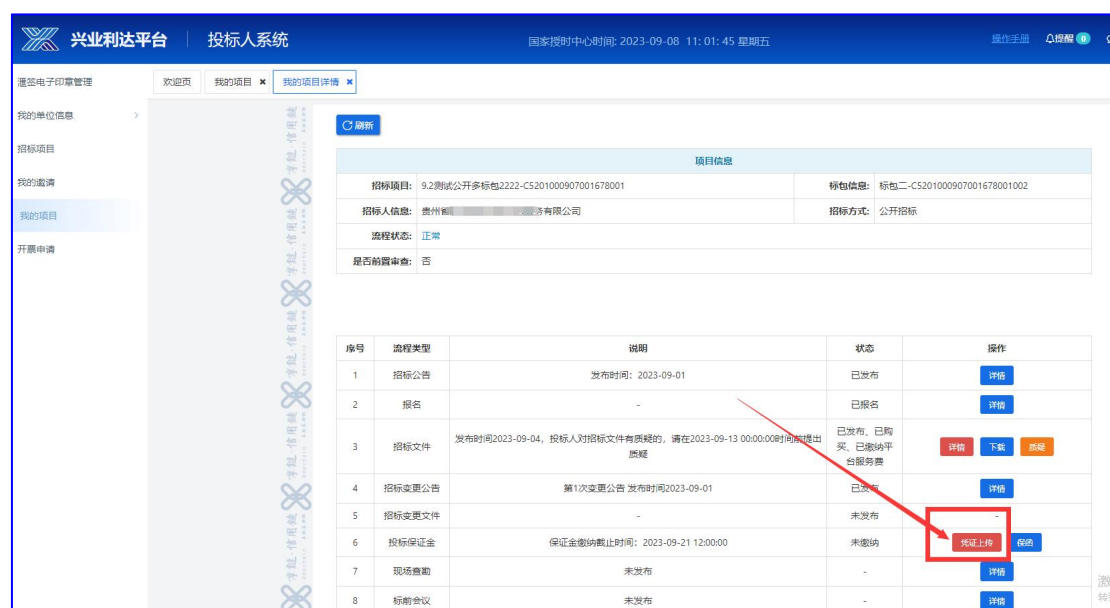 兴业利达平台 投标人系统 国家授时中心时间: 2023-09-08 11:01:45 星期五 操作手册 提醒 0
滙签电子印章管理 欢迎页 我的项目 × 我的项目详情 ×
我的单位信息 >
招标项目
我的邀请
我的项目
开票申请
刷新
项目信息
招标项目: 9.2测试公开多标包2222-C5201000907001678001 标包信息: 标包二-C5201000907001678001002
招标人信息: 贵州省 务有限公司 招标方式: 公开招标
流程状态: 正常
是否前置审查: 否
序号 流程类型 说明 状态 操作
1 招标公告 发布时间: 2023-09-01 已发布 详情
2 报名 - 已报名 详情
3 招标文件 发布时间2023-09-04, 投标人对招标文件有质疑的, 请在2023-09-13 00:00:00时间前提出
质疑 已发布、已购
买、已缴纳平
台服务费 详情 下载 质疑
4 招标变更公告 第1次变更公告 发布时间2023-09-01 已发布 详情
5 招标变更文件 - 未发布 -
6 投标保证金 保证金缴纳截止时间: 2023-09-21 12:00:00 未缴纳 凭证上传 保函
7 现场查勘 未发布 - 详情
8 标前会议 未发布 - 详情